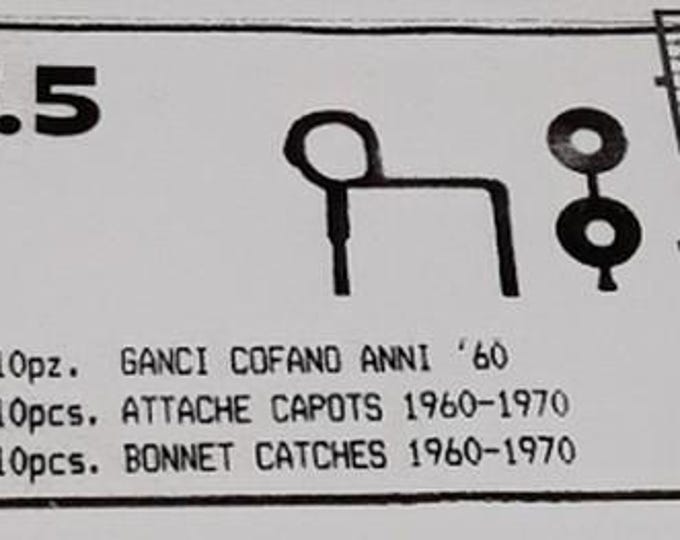 .5
10pz. GANCI COFANO ANNI '60
10pcs. ATTACHE CAPOTS 1960-1970
10pcs. BONNET CATCHES 1960-1970